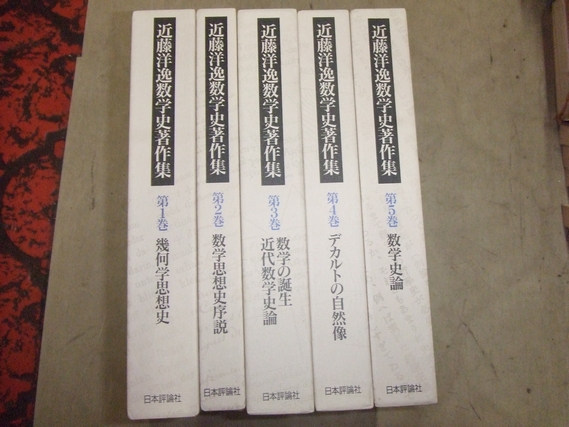 近藤洋逸数学史著作集
第1巻
幾何学思想史
日本評論社
近藤洋逸数学史著作集
第2巻
数学思想史序説
日本評論社
近藤洋逸数学史著作集
第3巻
数学の誕生
近代数学史論
日本評論社
近藤洋逸数学史著作集
第4巻
デカルトの自然像
日本評論社
近藤洋逸数学史著作集
第5巻
数学史論
日本評論社